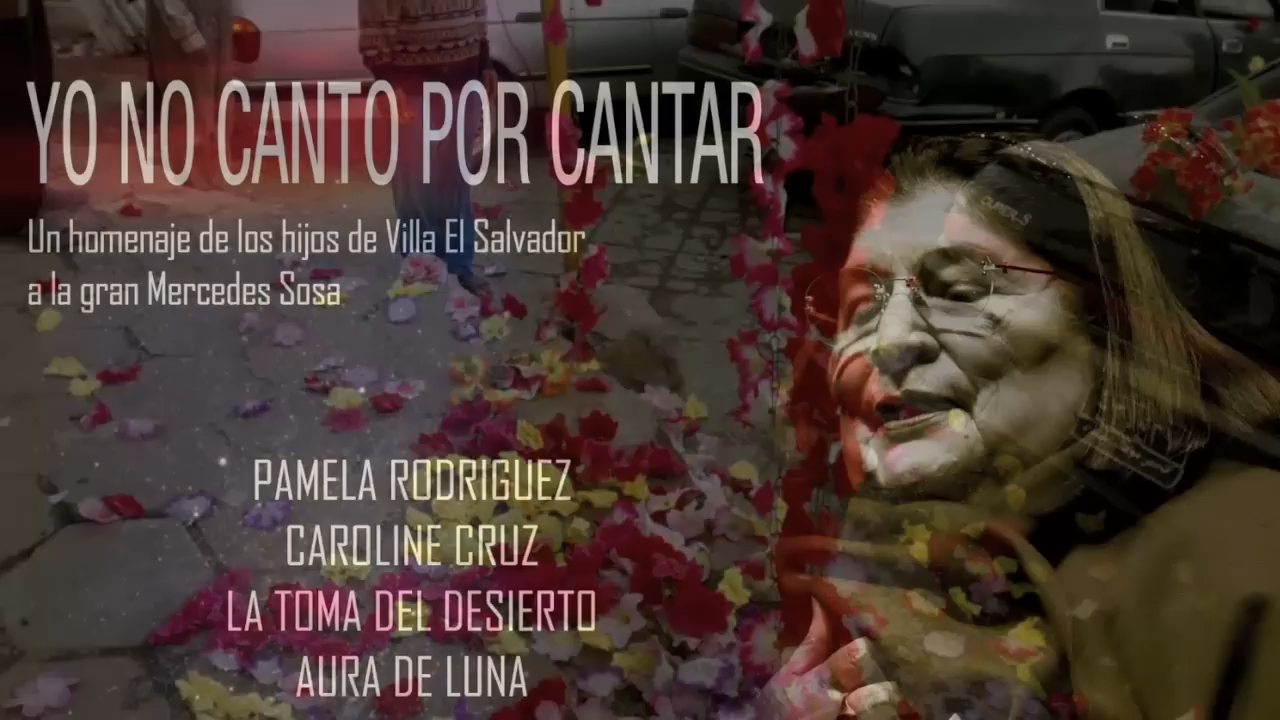 YO NO CANTO POR CANTAR
Un homenaje de los hijos de Villa El Salvador
a la gran Mercedes Sosa
PAMELA RODRIGUEZ
CAROLINE CRUZ
LA TOMA DEL DESIERTO
AURA DE LUNA